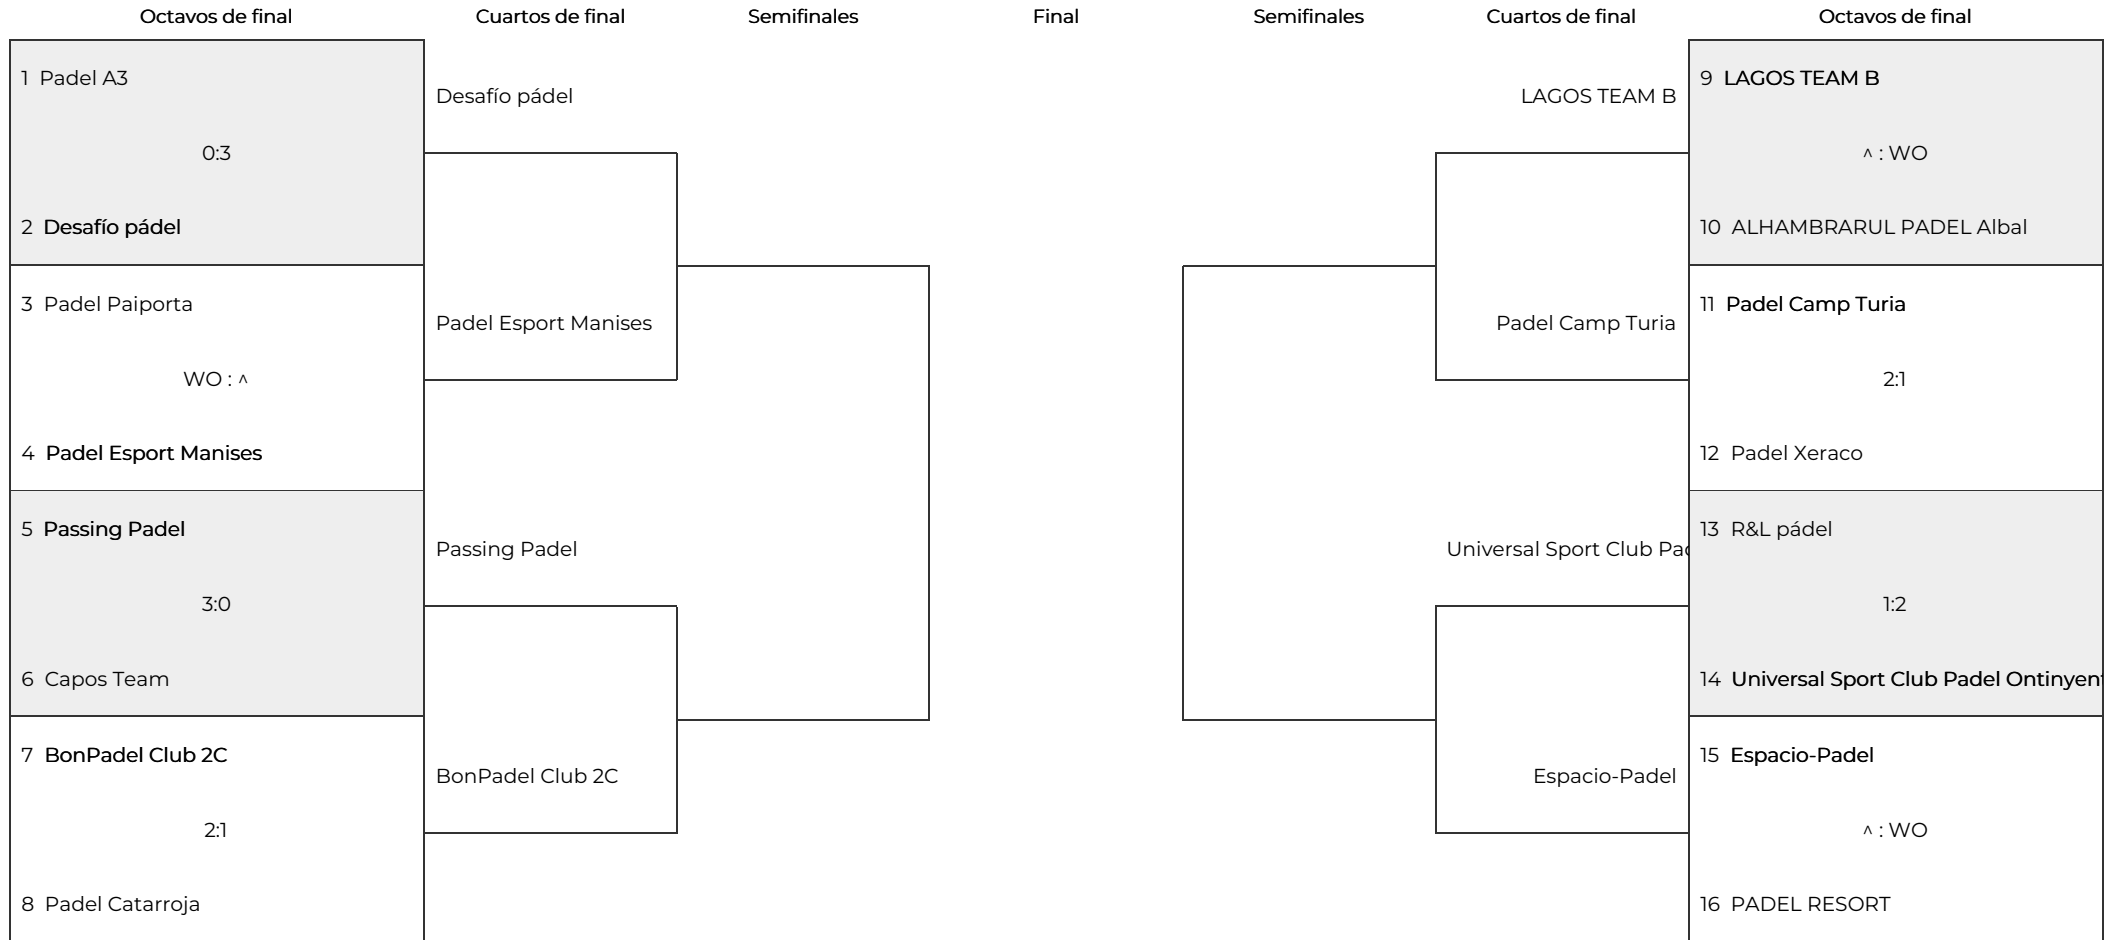 Octavos de final Cuartos de final Semifinales Final Semifinales Cuartos de final Octavos de final
1 Padel A3
9 LAGOS TEAM B
Desafío pádel
LAGOS TEAM B
0:3
^ : WO
2 Desafío pádel
10 ALHAMBRARUL PADEL Albal
3 Padel Paiporta
11 Padel Camp Turia
Padel Esport Manises
Padel Camp Turia
WO : ^
2:1
4 Padel Esport Manises
12 Padel Xeraco
5 Passing Padel
13 R&L pádel
Passing Padel
Universal Sport Club
3:0
1:2
6 Capos Team
14 Universal Sport Club Padel Ontinyent
7 BonPadel Club 2C
15 Espacio-Padel
BonPadel Club 2C
Espacio-Padel
2:1
^ : WO
8 Padel Catarroja
16 PADEL RESORT